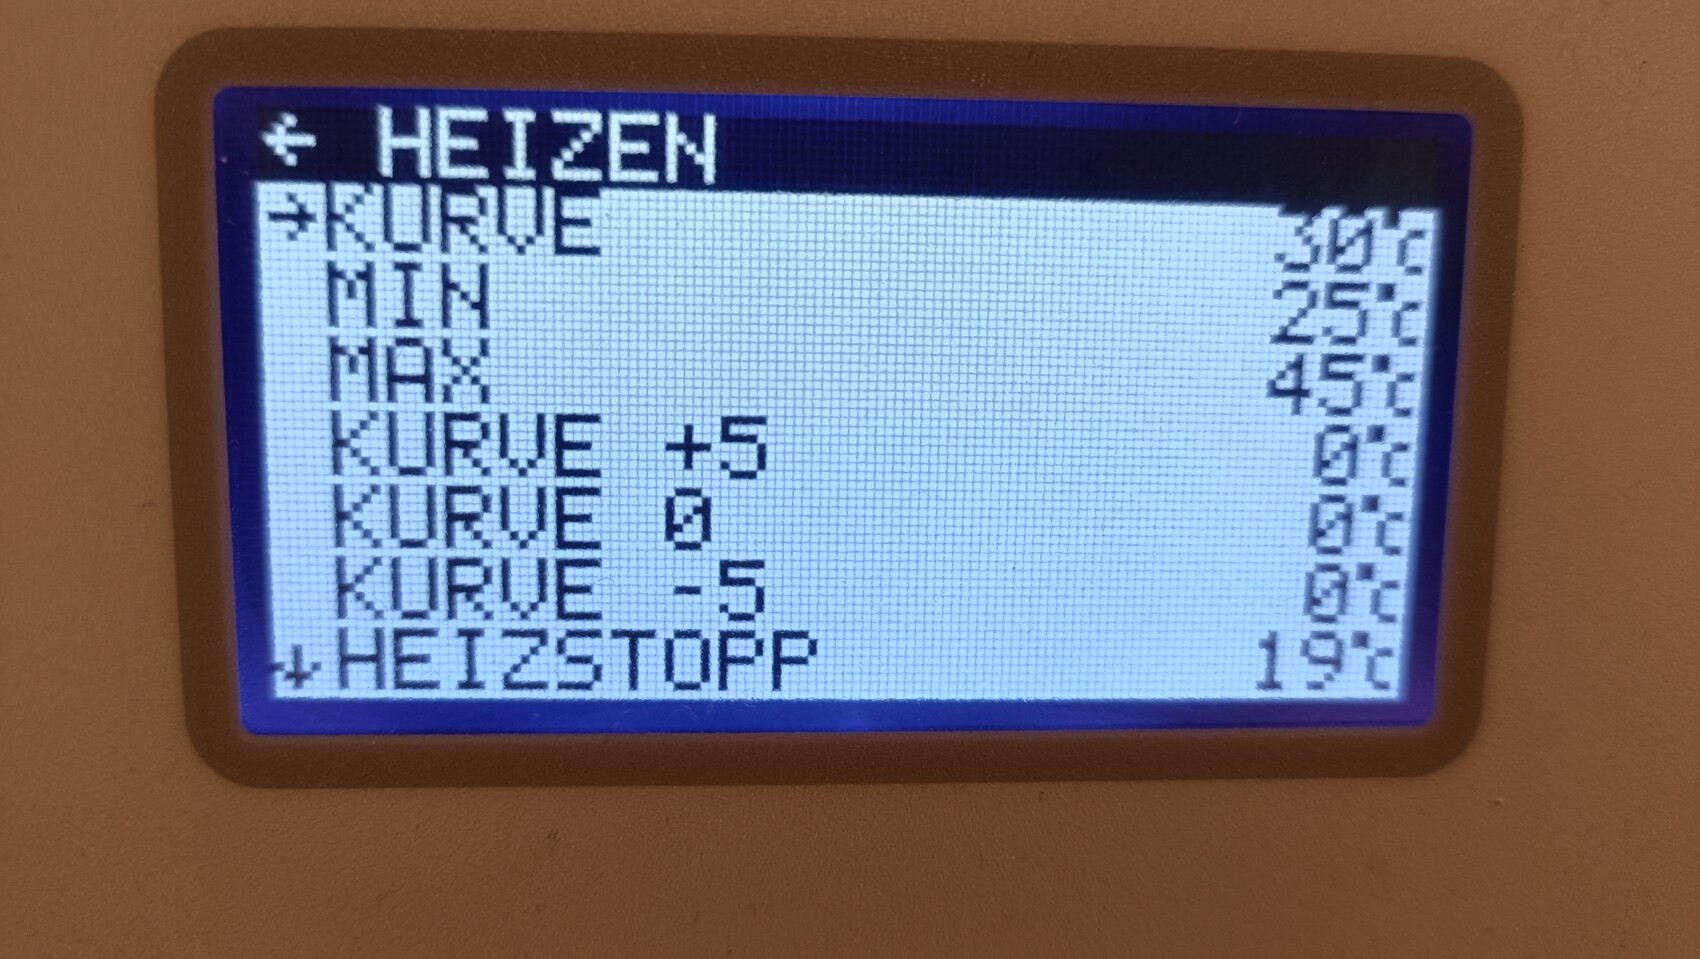 ← HEIZEN
→KURVE 30°C
MIN 25°C
MAX 45°C
KURVE +5 0°C
KURVE 0 0°C
KURVE -5 0°C
↓HEIZSTOPP 19°C